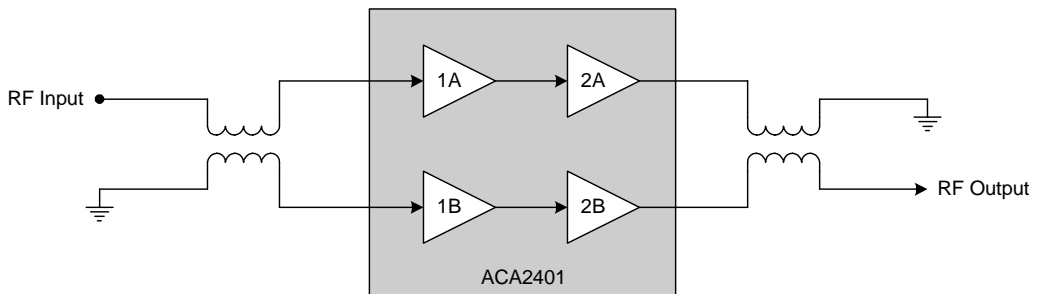 RF Input
1A
2A
1B
2B
RF Output
ACA2401